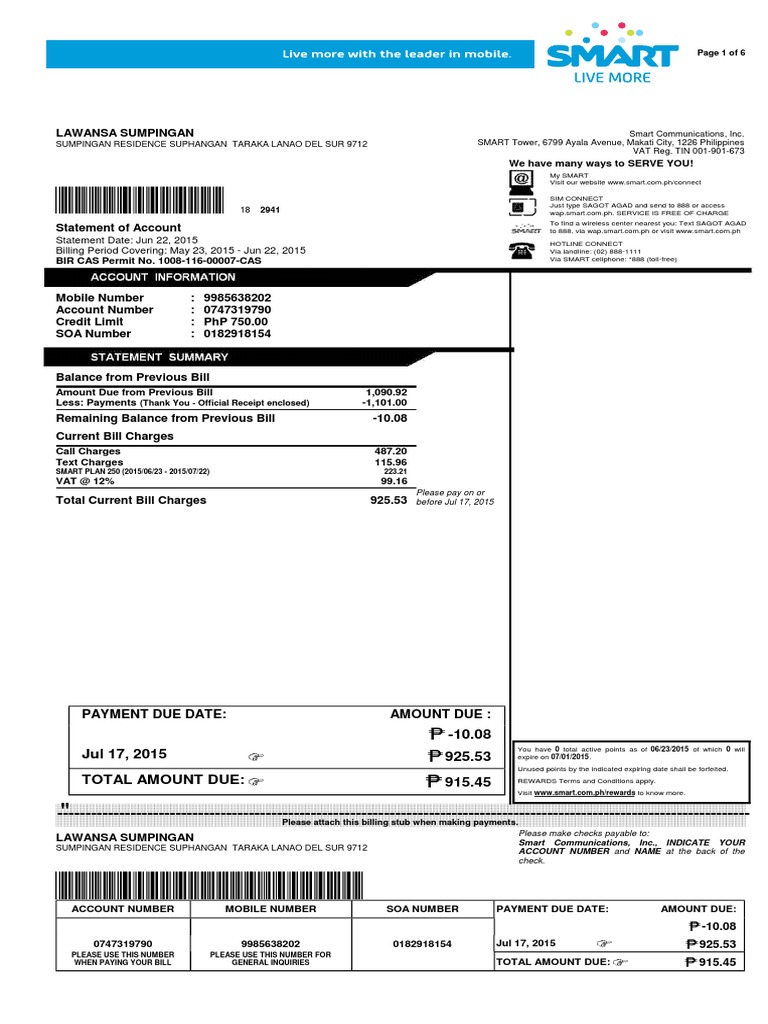 Live more with the leader in mobile.
SMART
LIVE MORE
Page 1 of 6
LAWANSA SUMPINGAN
SUMPINGAN RESIDENCE SUPHANGAN TARAKA LANAO DEL SUR 9712
Smart Communications, Inc.
SMART Tower, 6799 Ayala Avenue, Makati City, 1226 Philippines
VAT Reg. TIN 001-901-673
We have many ways to SERVE YOU!
@
My SMART
Visit our website www.smart.com.ph/connect
SIM CONNECT
Just type SAGOT AGAD and send to 888 or access
wap.smart.com.ph. SERVICE IS FREE OF CHARGE
SMART
To find a wireless center nearest you: Text SAGOT AGAD
to 888. via wap.smart.com.ph or visit www.smart.com.ph
HOTLINE CONNECT
Via landline: (02) 888-1111
Via SMART cellphone: *888 (toll-free)
18 2941
Statement of Account
Statement Date: Jun 22, 2015
Billing Period Covering: May 23, 2015 - Jun 22, 2015
BIR CAS Permit No. 1008-116-00007-CAS
ACCOUNT INFORMATION
Mobile Number : 9985638202
Account Number : 0747319790
Credit Limit : PhP 750.00
SOA Number : 0182918154
STATEMENT SUMMARY
Balance from Previous Bill
Amount Due from Previous Bill 1,090.92
Less: Payments (Thank You - Official Receipt enclosed) -1,101.00
Remaining Balance from Previous Bill -10.08
Current Bill Charges
Call Charges 487.20
Text Charges 115.96
SMART PLAN 250 (2015/06/23 - 2015/07/22) 223.21
VAT @ 12% 99.16
Total Current Bill Charges 925.53
Please pay on or
before Jul 17, 2015
PAYMENT DUE DATE: AMOUNT DUE :
₱ -10.08
Jul 17, 2015 ☞ ₱ 925.53
TOTAL AMOUNT DUE: ☞ ₱ 915.45
You have 0 total active points as of 06/23/2015 of which 0 will
expire on 07/01/2015.
Unused points by the indicated expiring date shall be forfeited.
REWARDS Terms and Conditions apply.
Visit www.smart.com.ph/rewards to know more.
"
Please attach this billing stub when making payments.
LAWANSA SUMPINGAN
SUMPINGAN RESIDENCE SUPHANGAN TARAKA LANAO DEL SUR 9712
Please make checks payable to:
Smart Communications, Inc., INDICATE YOUR
ACCOUNT NUMBER and NAME at the back of the
check.
ACCOUNT NUMBER MOBILE NUMBER SOA NUMBER PAYMENT DUE DATE: AMOUNT DUE:
₱ -10.08
0747319790 9985638202 0182918154 Jul 17, 2015 ☞ ₱ 925.53
PLEASE USE THIS NUMBER PLEASE USE THIS NUMBER FOR
WHEN PAYING YOUR BILL GENERAL INQUIRIES TOTAL AMOUNT DUE: ☞ ₱ 915.45